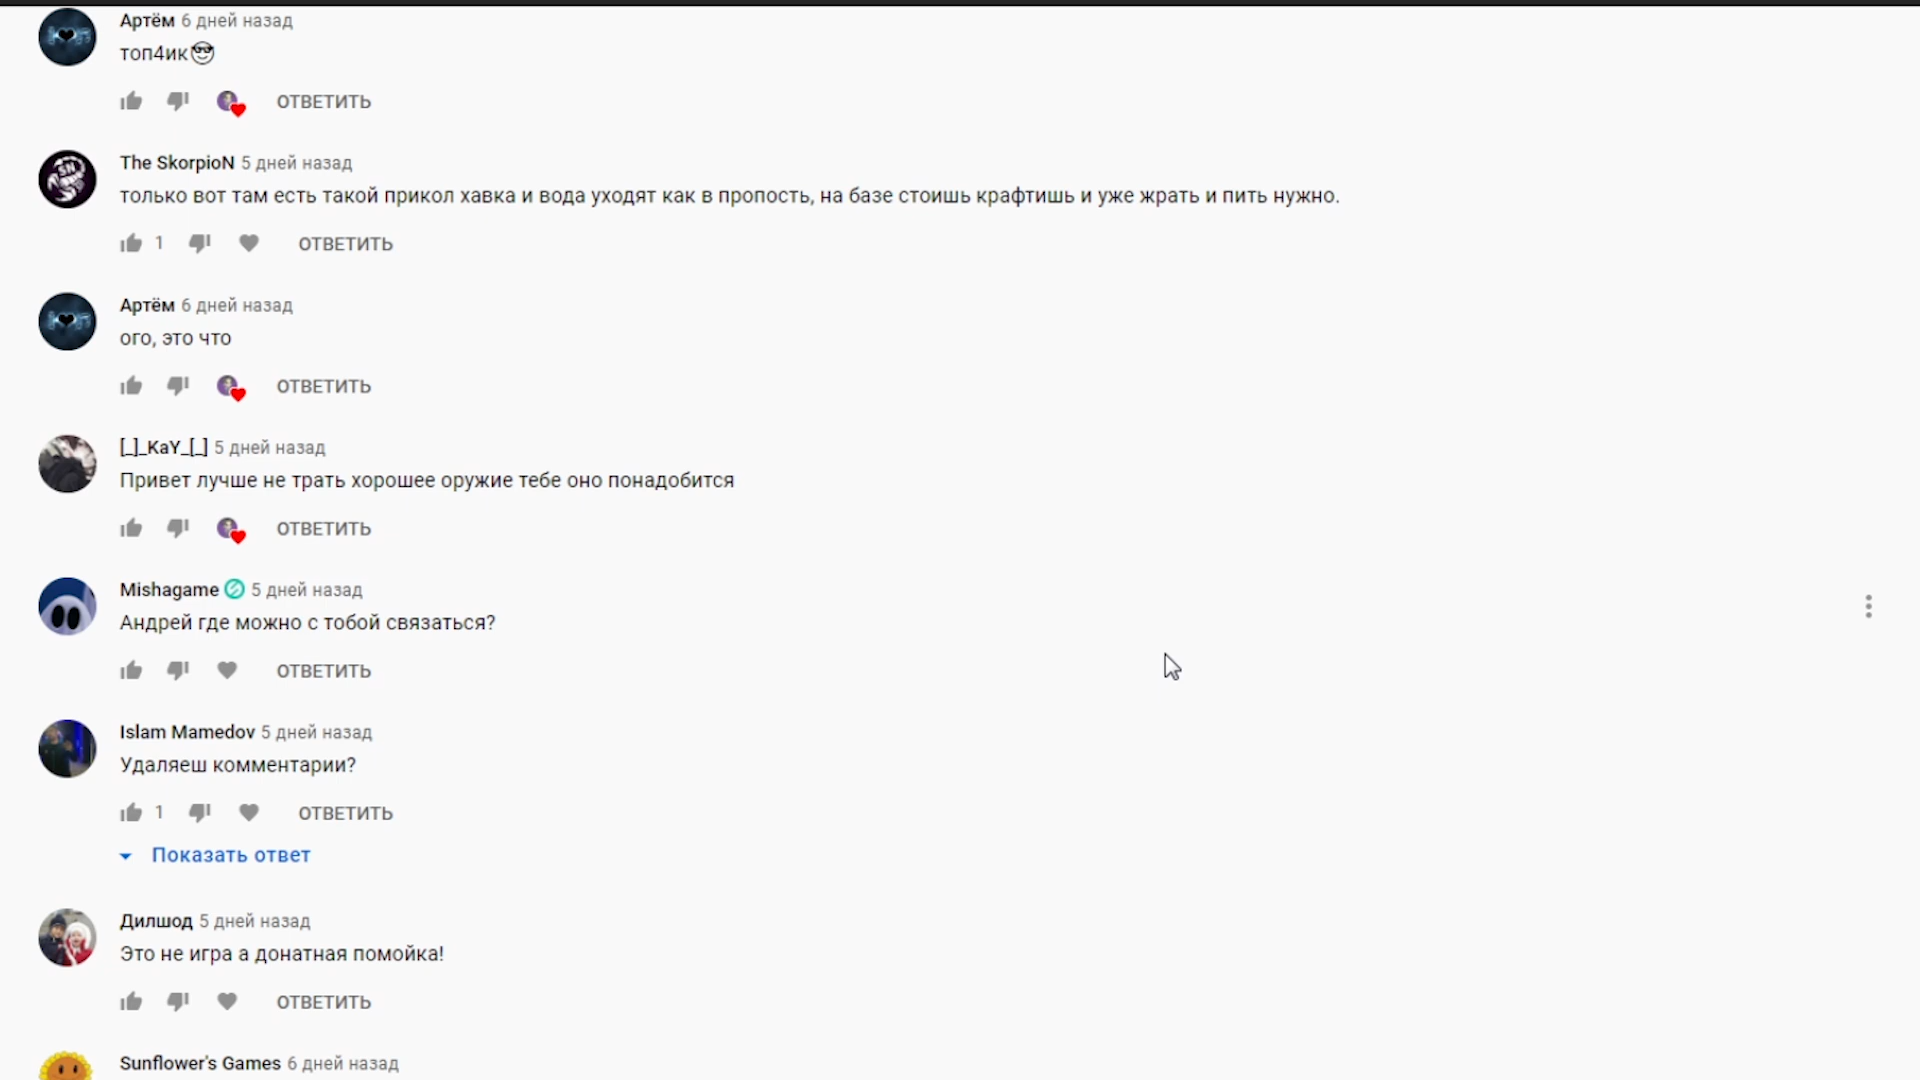 Артём 6 дней назад
топ4ик😎
ОТВЕТИТЬ
The SkorpioN 5 дней назад
только вот там есть такой прикол хавка и вода уходят как в пропость, на базе стоишь крафтишь и уже жрать и пить нужно.
1 ОТВЕТИТЬ
Артём 6 дней назад
ого, это что
ОТВЕТИТЬ
[_]_KaY_[_] 5 дней назад
Привет лучше не трать хорошее оружие тебе оно понадобится
ОТВЕТИТЬ
Mishagame 5 дней назад
Андрей где можно с тобой связаться?
ОТВЕТИТЬ
Islam Mamedov 5 дней назад
Удаляеш комментарии?
1 ОТВЕТИТЬ
Показать ответ
Дилшод 5 дней назад
Это не игра а донатная помойка!
ОТВЕТИТЬ
Sunflower's Games 6 дней назад